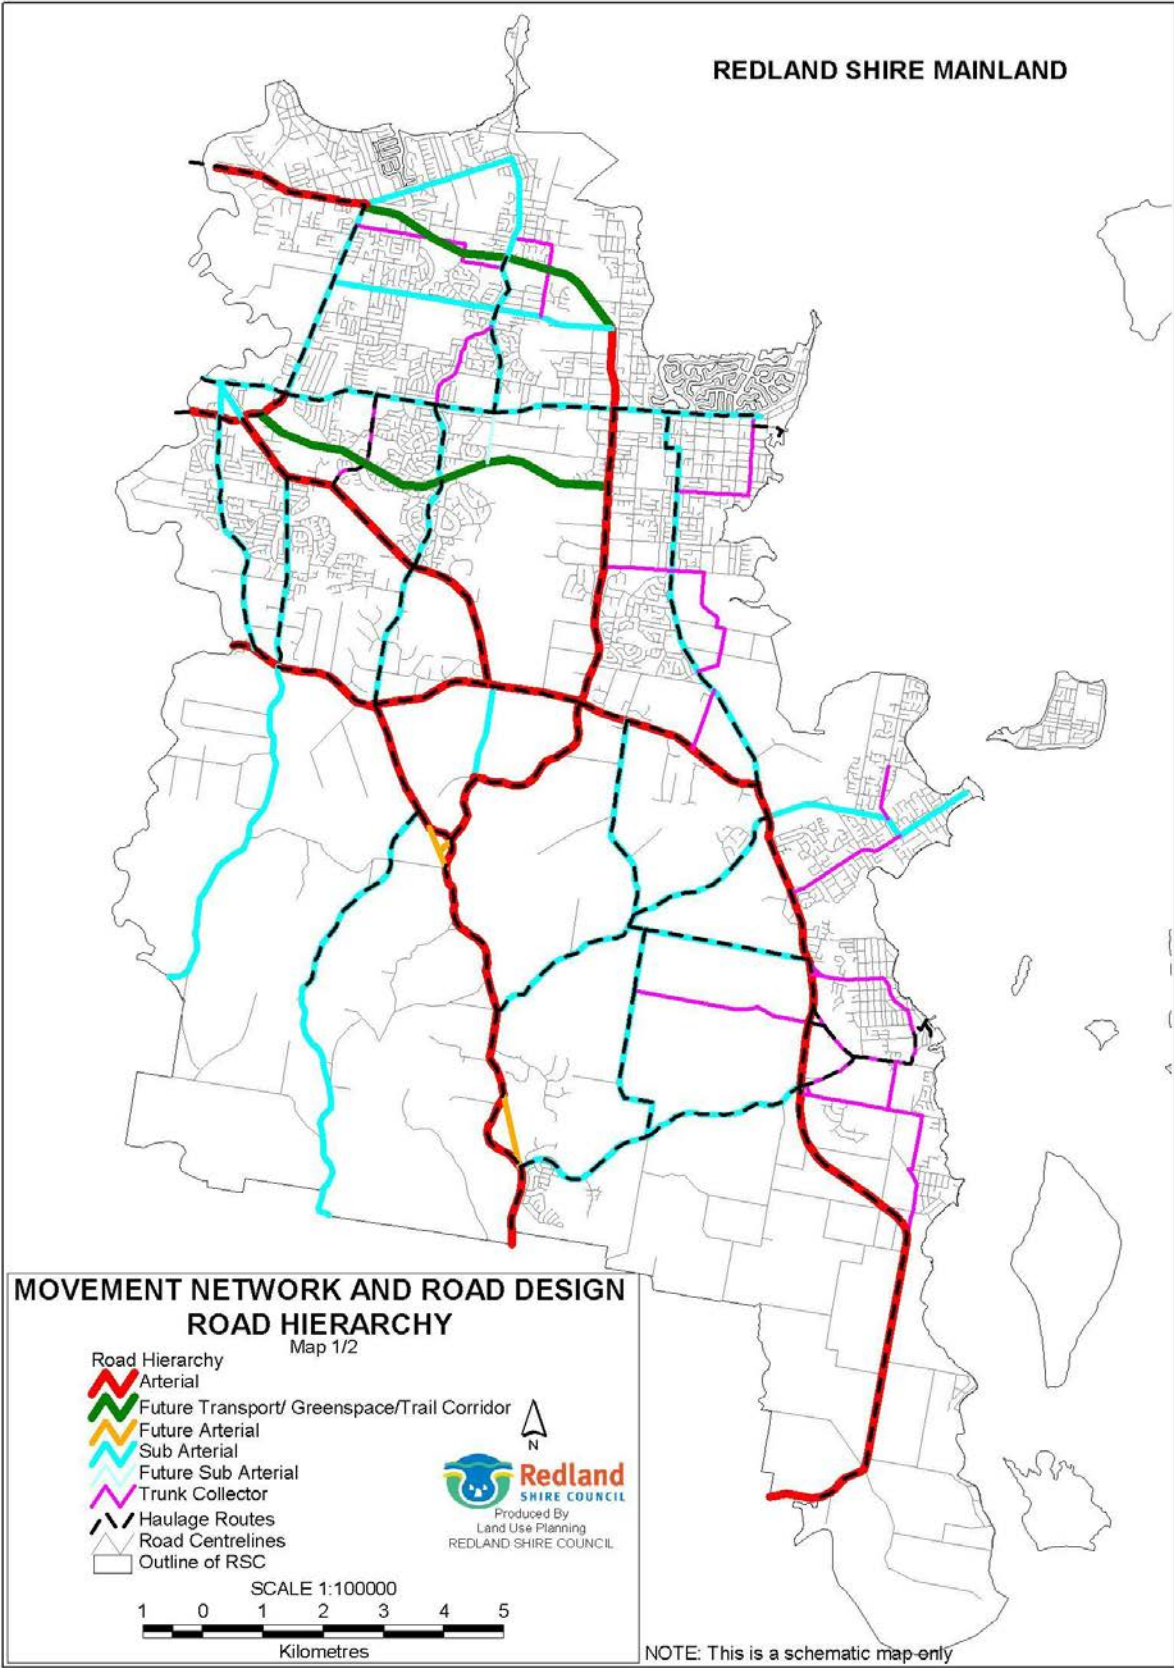 REDLAND SHIRE MAINLAND
MOVEMENT NETWORK AND ROAD DESIGN
ROAD HIERARCHY
Map 1/2
Road Hierarchy
Arterial
Future Transport/ Greenspace/Trail Corridor
Future Arterial
Sub Arterial
Future Sub Arterial
Trunk Collector
Haulage Routes
Road Centrelines
Outline of RSC
N
Redland
SHIRE COUNCIL
Produced By
Land Use Planning
REDLAND SHIRE COUNCIL
SCALE 1:100000
1 0 1 2 3 4 5
Kilometres
NOTE: This is a schematic map only